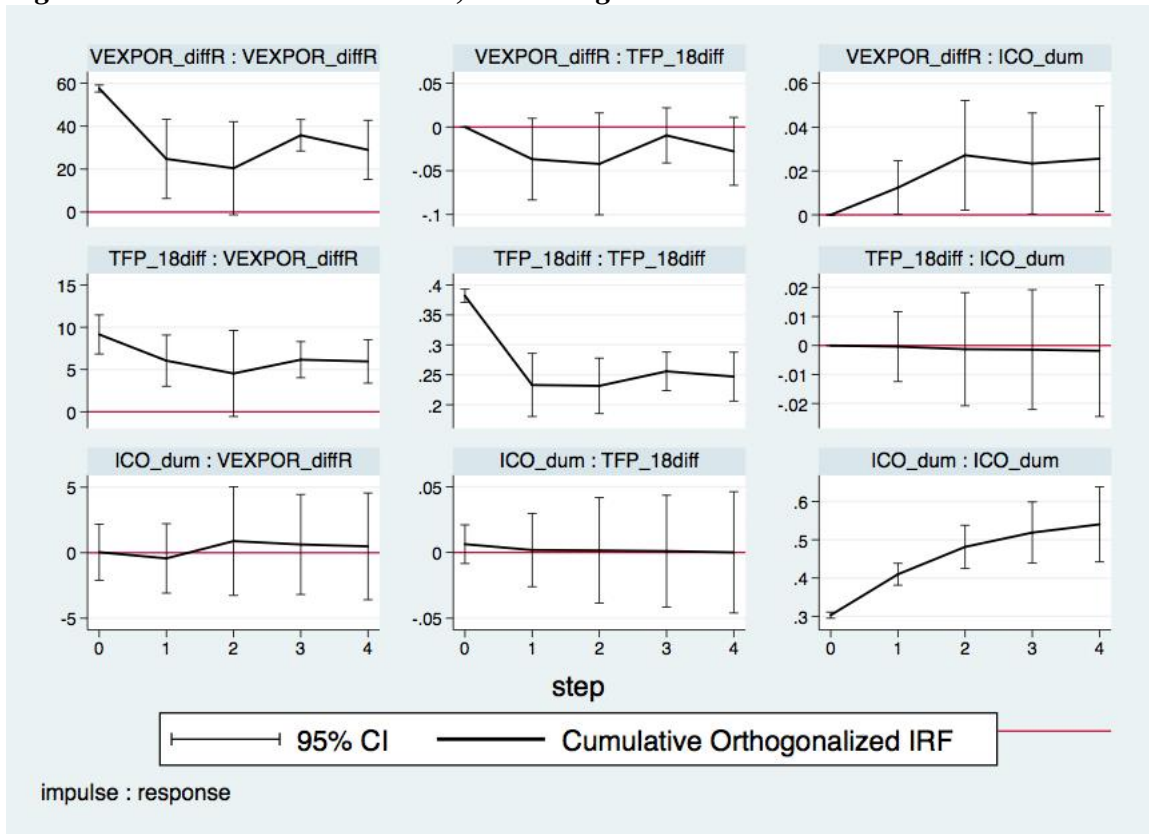 VEXPOR_diffR : VEXPOR_diffR
VEXPOR_diffR : TFP_18diff
VEXPOR_diffR : ICO_dum
60
40
20
0
.05
0
-.05
-.1
.06
.04
.02
0
TFP_18diff : VEXPOR_diffR
TFP_18diff : TFP_18diff
TFP_18diff : ICO_dum
15
10
5
0
.4
.35
.3
.25
.2
.02
.01
0
-.01
-.02
ICO_dum : VEXPOR_diffR
ICO_dum : TFP_18diff
ICO_dum : ICO_dum
5
0
-5
.05
0
-.05
.6
.5
.4
.3
0 1 2 3 4
0 1 2 3 4
0 1 2 3 4
step
95% CI
Cumulative Orthogonalized IRF
impulse : response